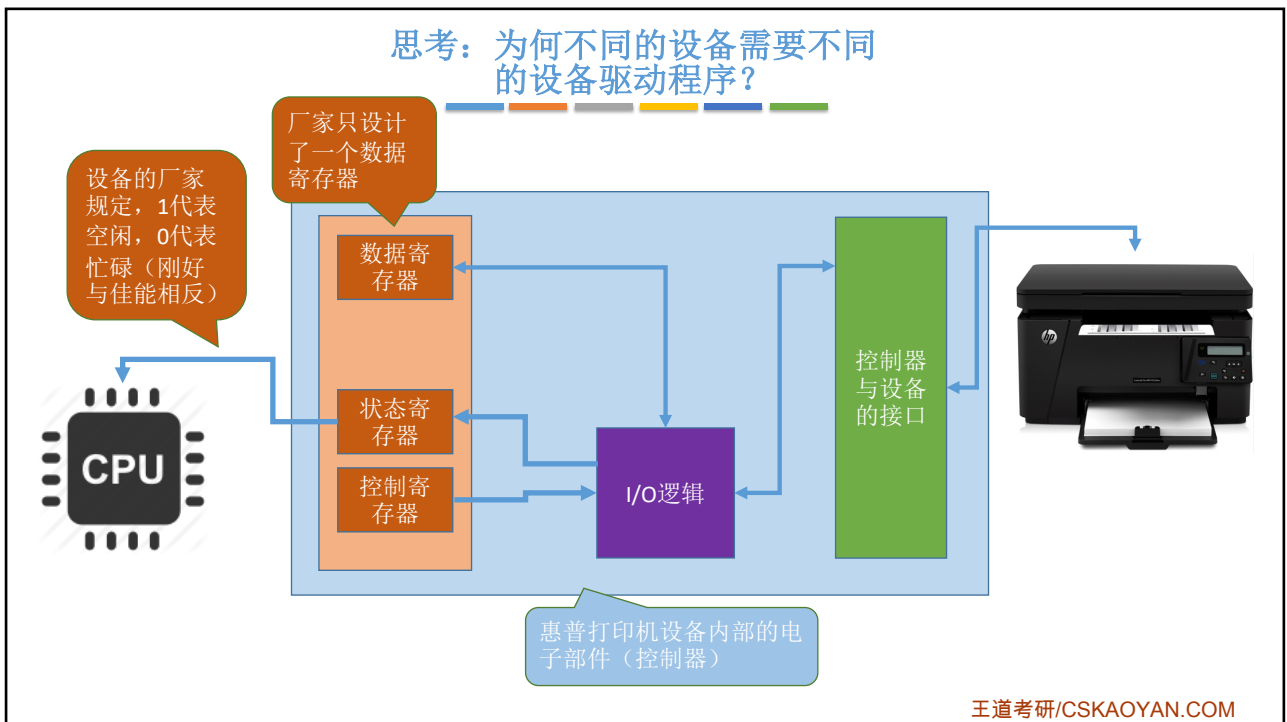 思考：为何不同的设备需要不同
的设备驱动程序？
厂家只设计
了一个数据
寄存器
设备的厂家
规定，1代表
空闲，0代表
忙碌（刚好
与佳能相反）
数据寄
存器
状态寄
存器
控制寄
存器
CPU
I/O逻辑
控制器
与设备
的接口
hp
惠普打印机设备内部的电
子部件（控制器）
王道考研/CSKAOYAN.COM